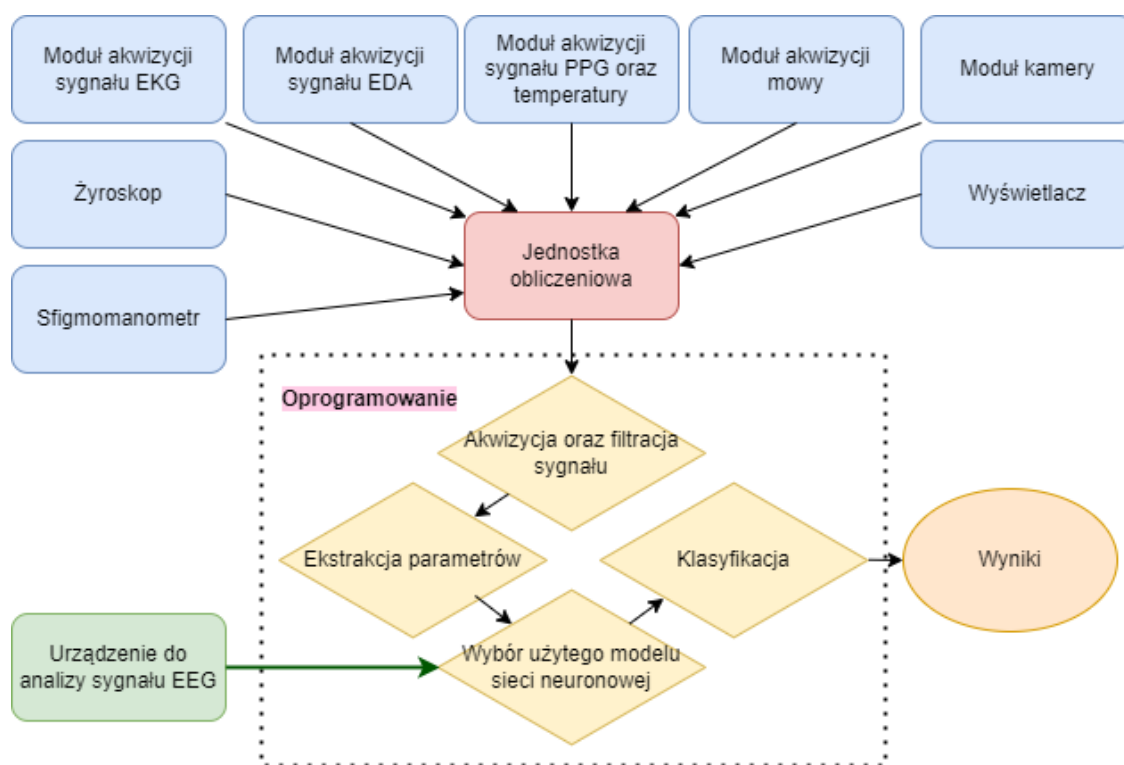 Moduł akwizycji
sygnału EKG
Moduł akwizycji
sygnału EDA
Moduł akwizycji
sygnału PPG oraz
temperatury
Moduł akwizycji
mowy
Moduł kamery
Żyroskop
Wyświetlacz
Jednostka
obliczeniowa
Sfigmomanometr
Oprogramowanie
Akwizycja oraz filtracja
sygnału
Ekstrakcja parametrów
Klasyfikacja
Wyniki
Urządzenie do
analizy sygnału EEG
Wybór użytego modelu
sieci neuronowej